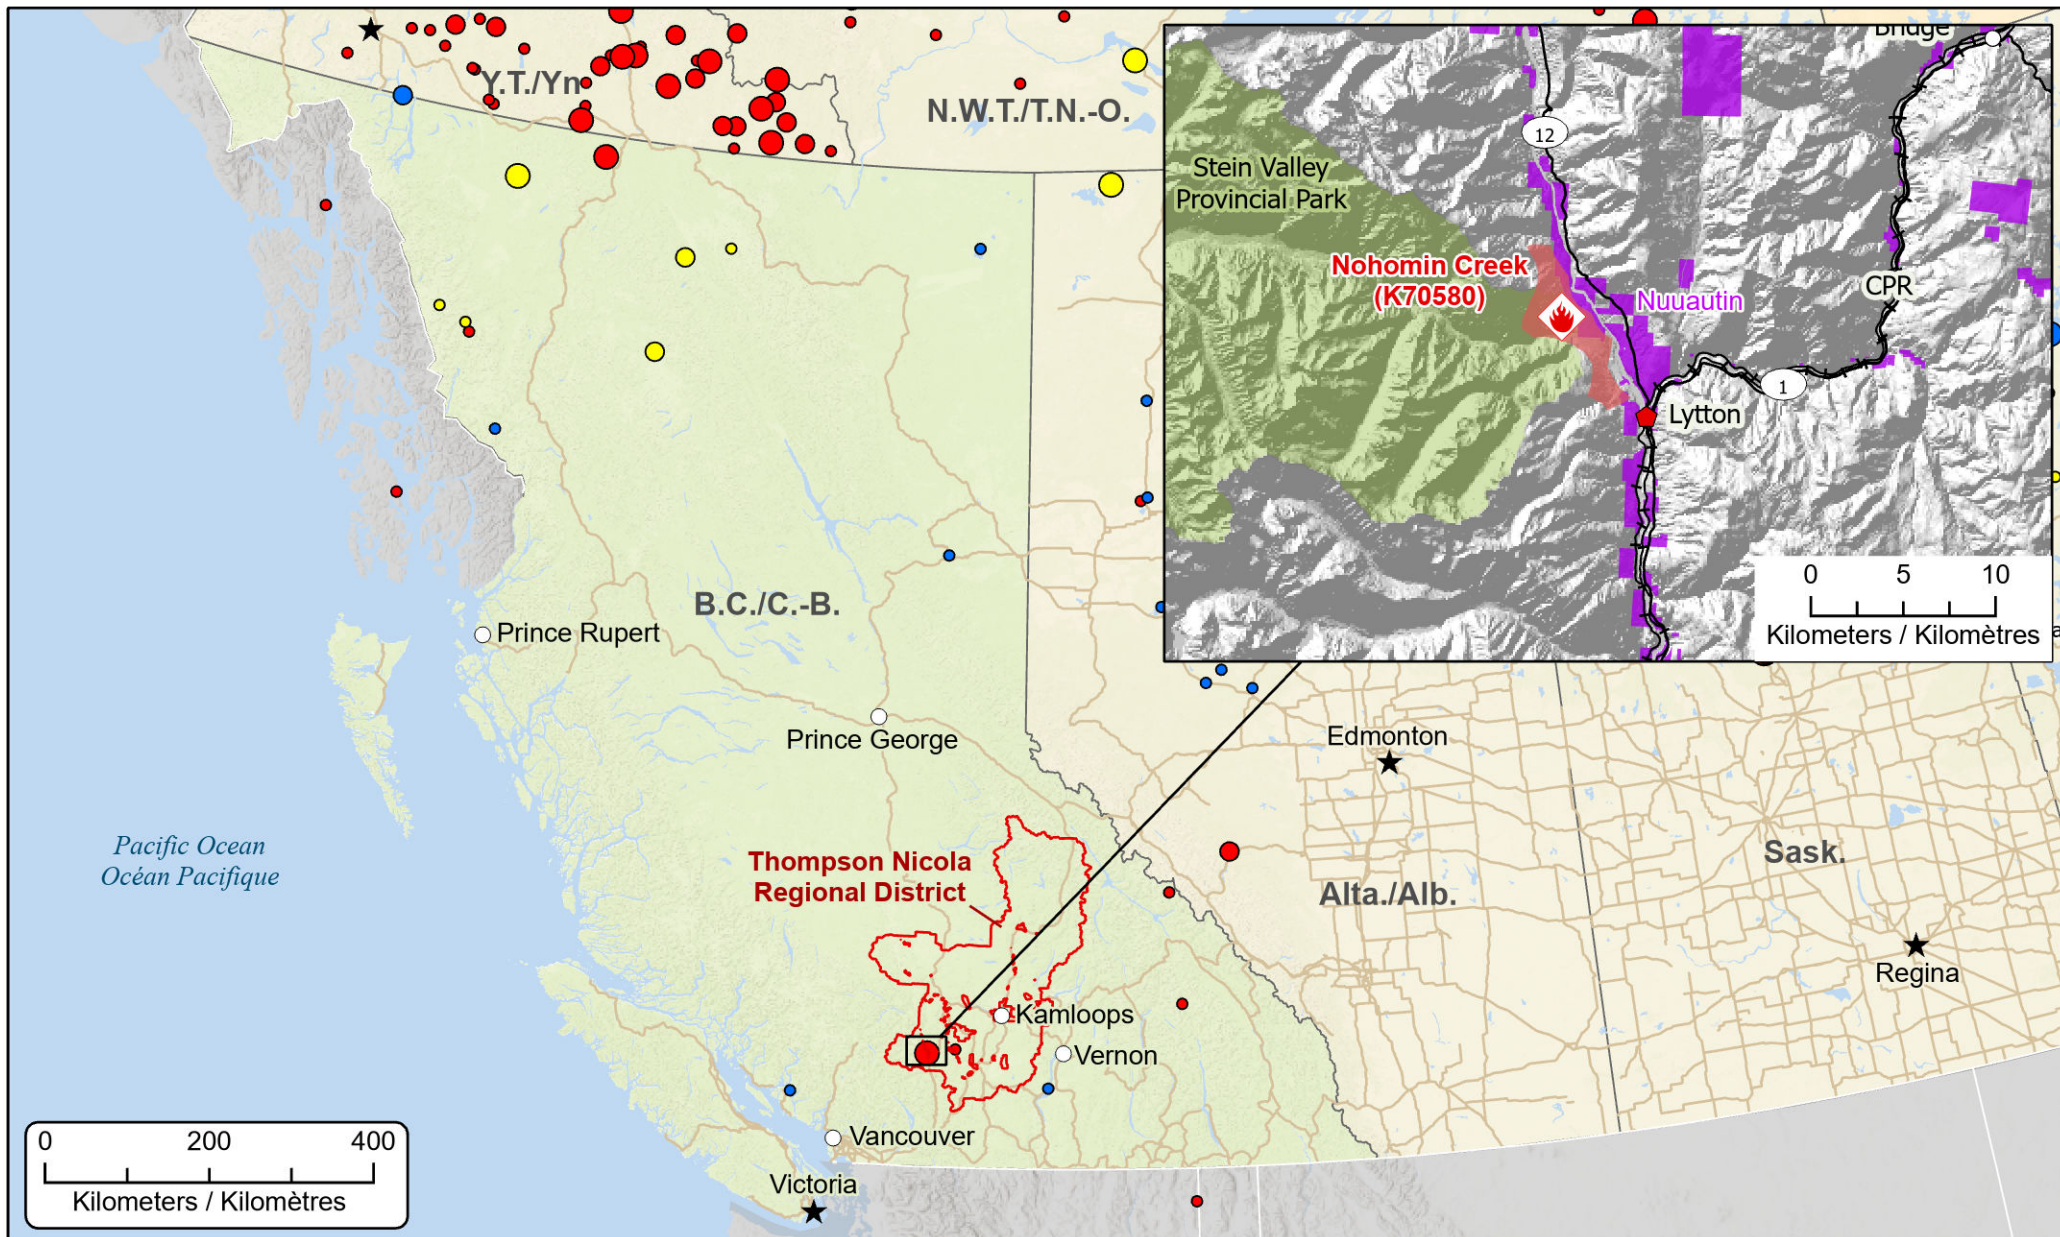 Y.T./Yn
N.W.T./T.N.-O.
B.C./C.-B.
Prince Rupert
Prince George
Pacific Ocean
Océan Pacifique
Thompson Nicola
Regional District
Kamloops
Vernon
Vancouver
Victoria
Edmonton
Alta./Alb.
Sask.
Regina
0 200 400
Kilometers / Kilomètres
Bridge
12
Stein Valley
Provincial Park
Nohomin Creek
(K70580)
Nuuautin
CPR
1
Lytton
0 5 10
Kilometers / Kilomètres